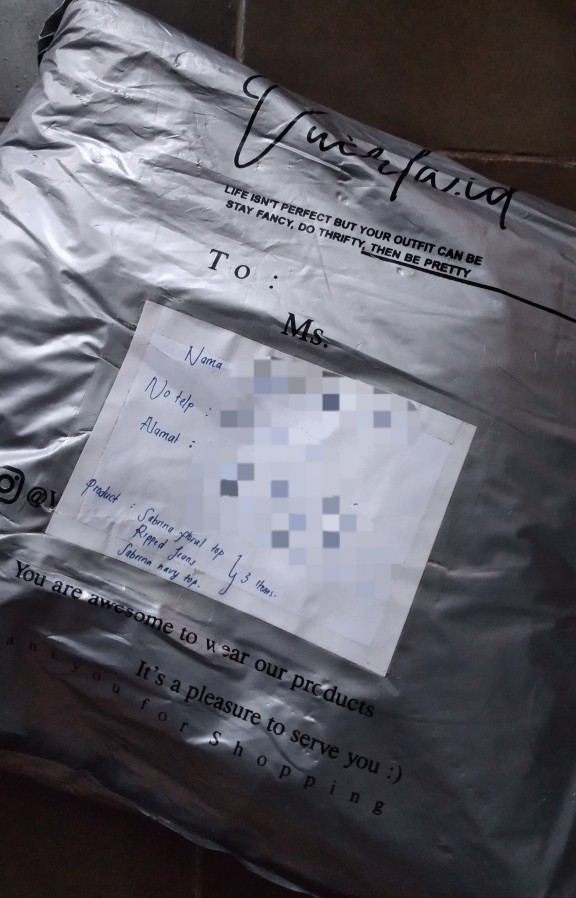 LIFE ISN'T PERFECT BUT YOUR OUTFIT CAN BE
STAY FANCY, DO THRIFTY, THEN BE PRETTY
To :
Ms.
Nama
No telp :
Alamat :
Product : Sabrina floral top
Ripped Jeans
Sabrina navy top.
3 items.
@V
You are awesome to wear our products
It's a pleasure to serve you :)
ank you for Shopping